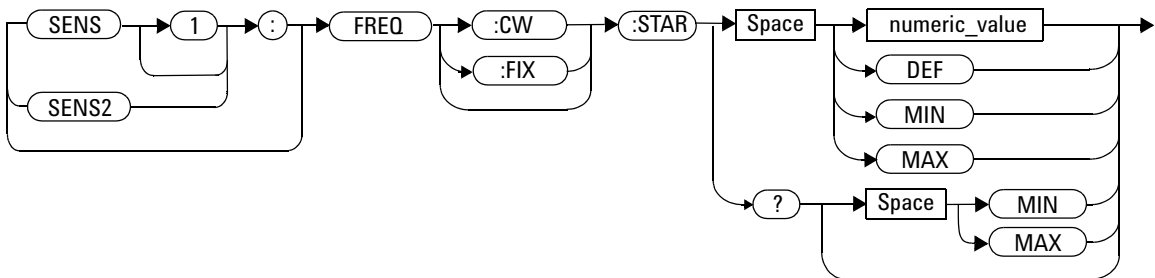 SENS 1 : FREQ :CW :STAR Space numeric_value
:FIX DEF
SENS2 MIN
MAX
? Space MIN
MAX